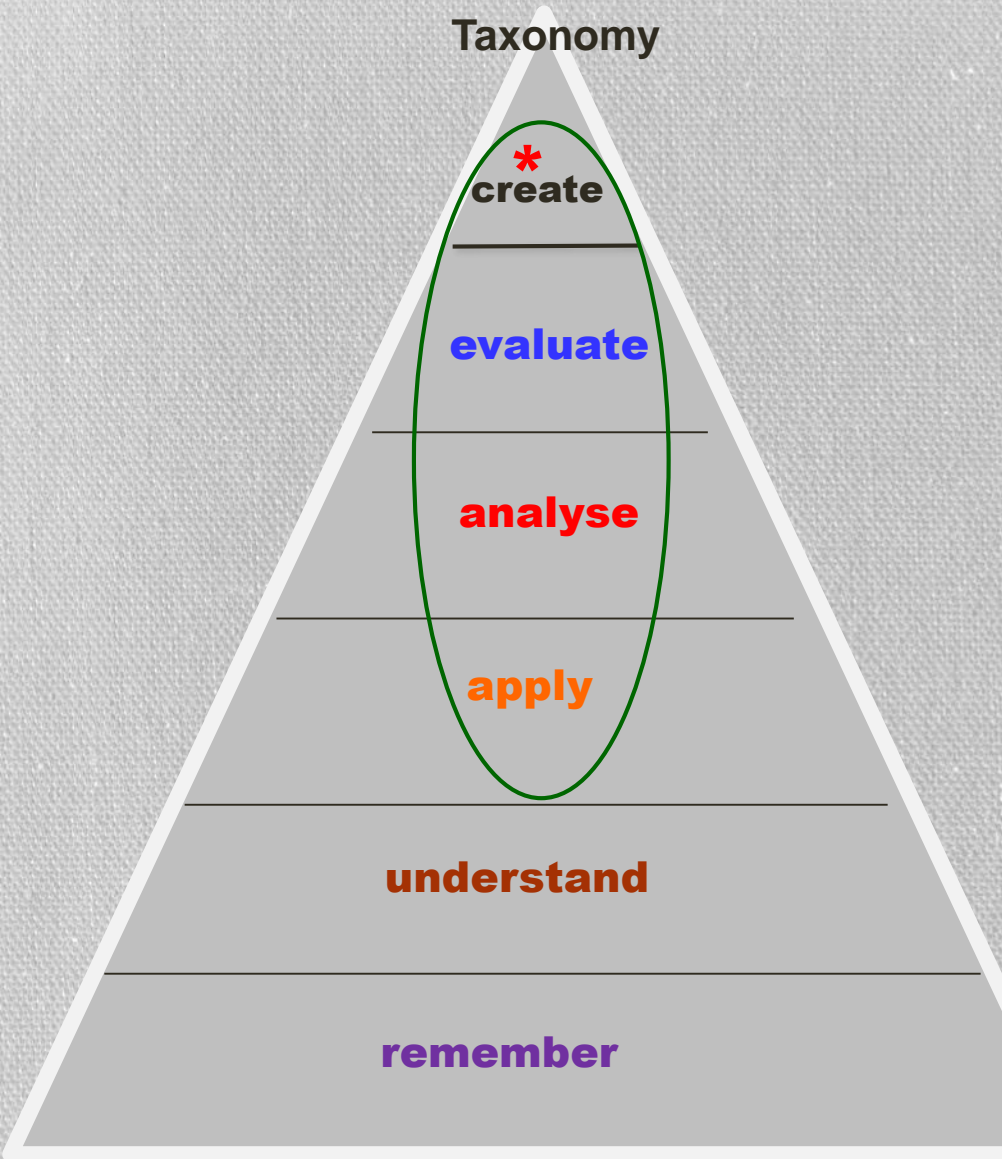 Taxonomy
*
create
evaluate
analyse
apply
understand
remember